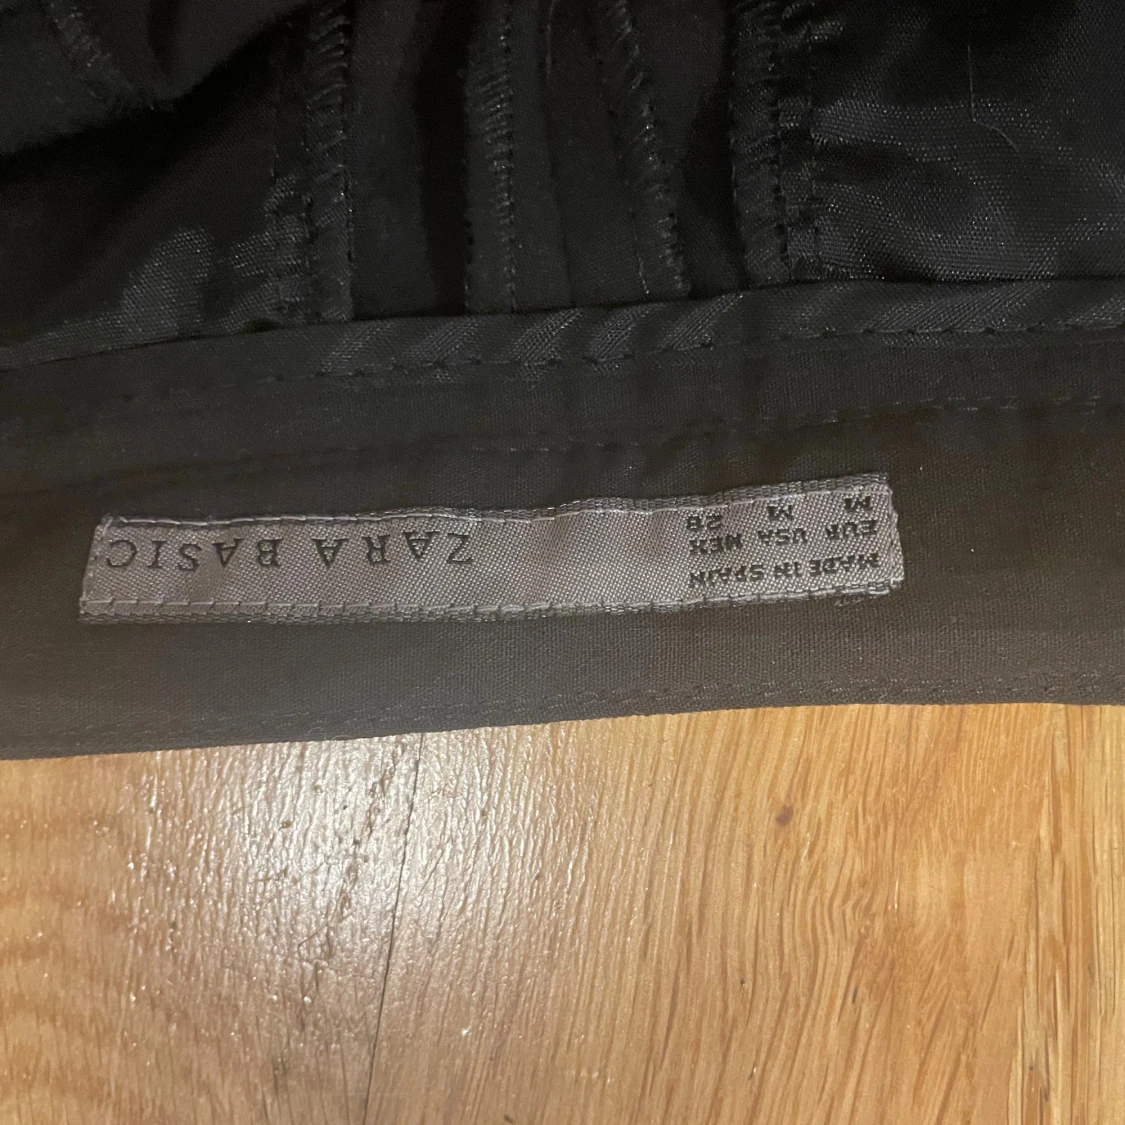 ZARA BASIC
MADE IN SPAIN
EUR USA MEX
M M 28